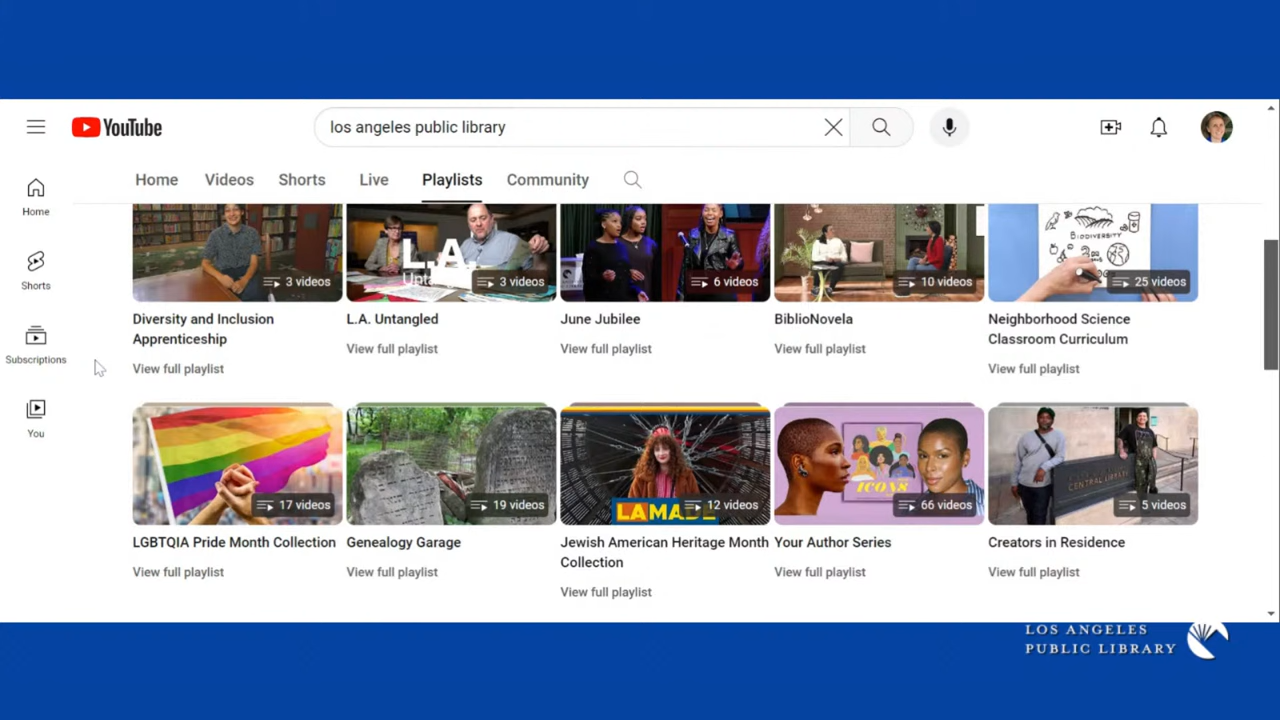 YouTube
los angeles public library
Home
Videos
Shorts
Live
Playlists
Community
Home
Shorts
Subscriptions
You
3 videos
Diversity and Inclusion
Apprenticeship
View full playlist
L.A.
3 videos
L.A. Untangled
View full playlist
6 videos
June Jubilee
View full playlist
10 videos
BiblioNovela
View full playlist
BIODIVERSITY
25 videos
Neighborhood Science
Classroom Curriculum
View full playlist
17 videos
LGBTQIA Pride Month Collection
View full playlist
19 videos
Genealogy Garage
View full playlist
LAMADE
12 videos
Jewish American Heritage Month
Collection
View full playlist
ICONS
66 videos
Your Author Series
View full playlist
CENTRAL LIBRARY
5 videos
Creators in Residence
View full playlist
LOS ANGELES
PUBLIC LIBRARY